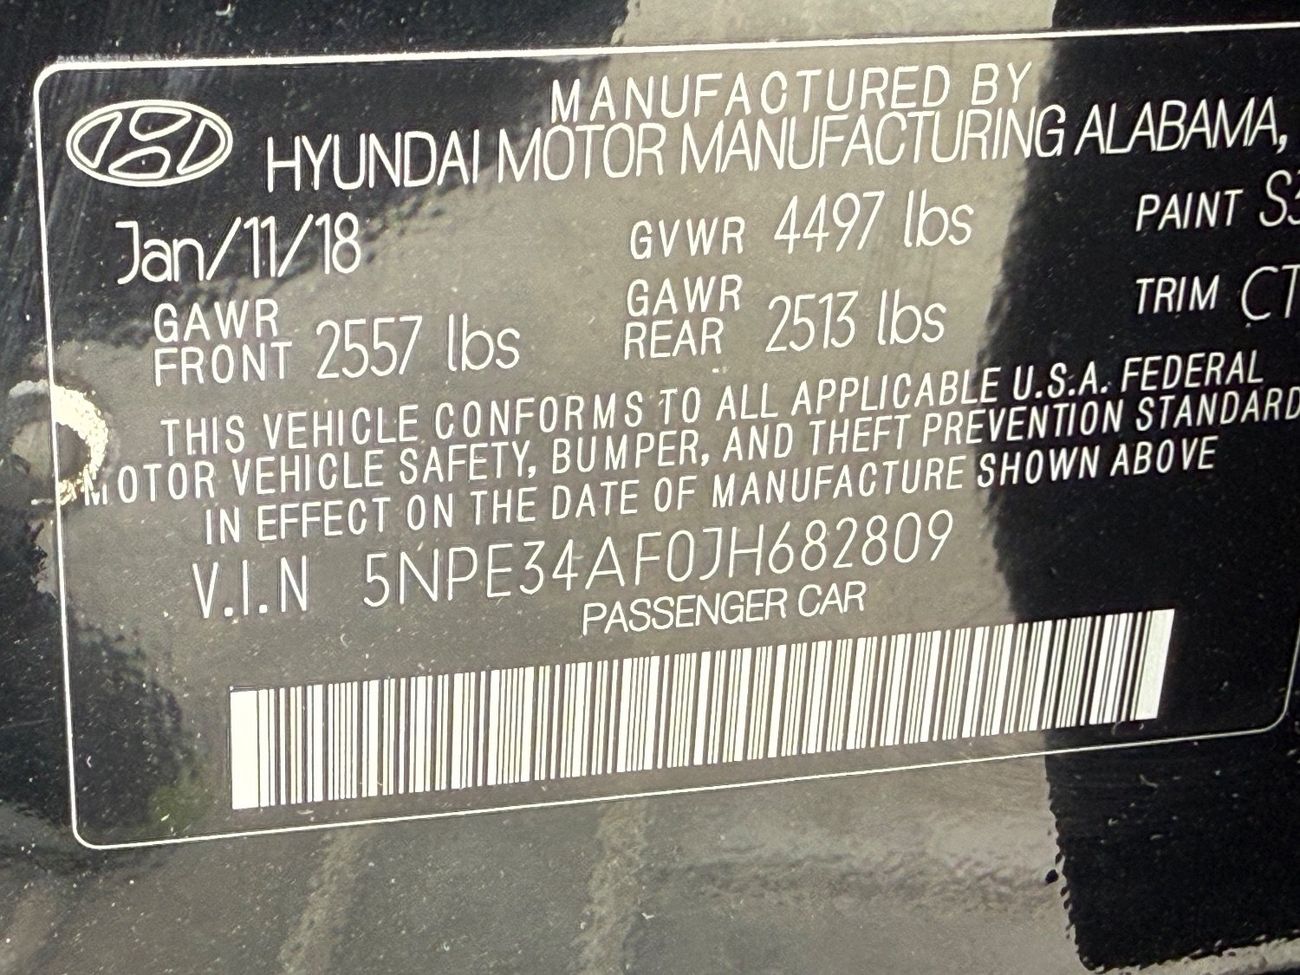 MANUFACTURED BY
HYUNDAI MOTOR MANUFACTURING ALABAMA,
Jan/11/18 GVWR 4497 lbs PAINT
GAWR FRONT 2557 lbs GAWR REAR 2513 lbs TRIM
THIS VEHICLE CONFORMS TO ALL APPLICABLE U.S.A. FEDERAL
MOTOR VEHICLE SAFETY, BUMPER, AND THEFT PREVENTION STANDARD
IN EFFECT ON THE DATE OF MANUFACTURE SHOWN ABOVE
V.I.N 5NPE34AF0JH682809
PASSENGER CAR